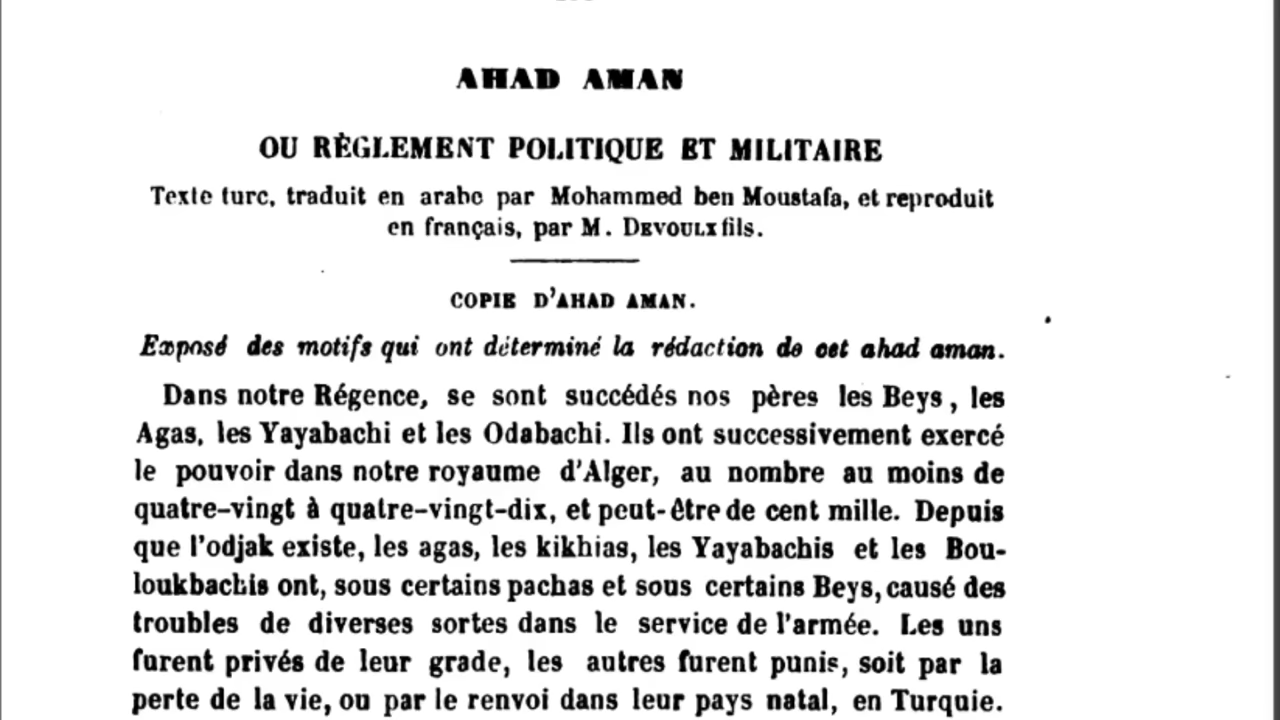 AHAD AMAN
OU RÈGLEMENT POLITIQUE ET MILITAIRE
Texte turc, traduit en arabe par Mohammed ben Moustafa, et reproduit
en français, par M. DEVOULX fils.
COPIE D'AHAD AMAN.
Exposé des motifs qui ont déterminé la rédaction de cet ahad aman.
Dans notre Régence, se sont succédés nos pères les Beys, les
Agas, les Yayabachi et les Odabachi. Ils ont successivement exercé
le pouvoir dans notre royaume d'Alger, au nombre au moins de
quatre-vingt à quatre-vingt-dix, et peut-être de cent mille. Depuis
que l'odjak existe, les agas, les kikhias, les Yayabachis et les Bou-
loukbachis ont, sous certains pachas et sous certains Beys, causé des
troubles de diverses sortes dans le service de l'armée. Les uns
furent privés de leur grade, les autres furent punis, soit par la
perte de la vie, ou par le renvoi dans leur pays natal, en Turquie.